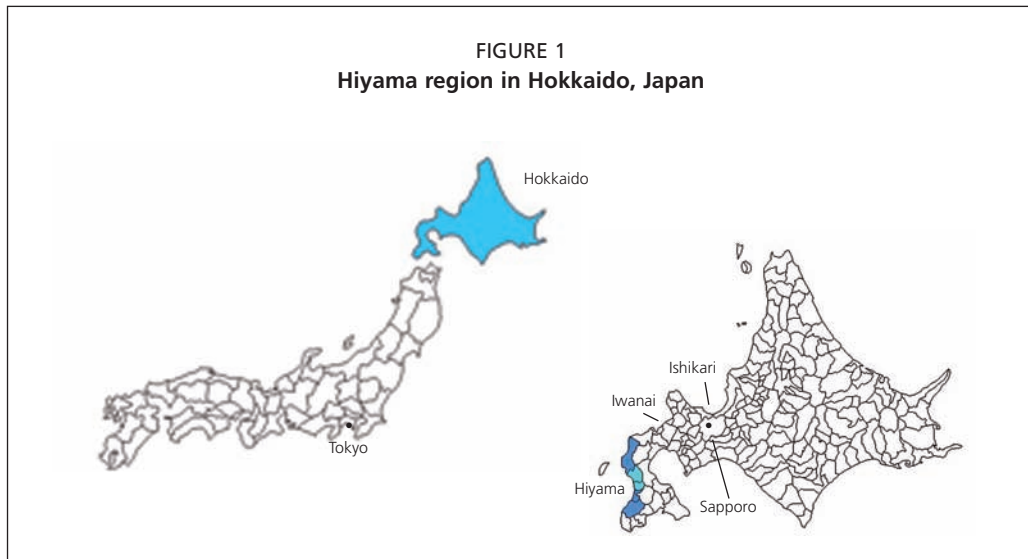 FIGURE 1
Hiyama region in Hokkaido, Japan
Hokkaido
Tokyo
Ishikari
Iwanai
Hiyama
Sapporo